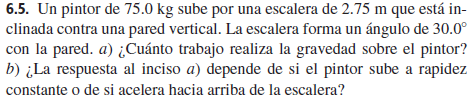 6.5. Un pintor de 75.0 kg sube por una escalera de 2.75 m que está in-
clinada contra una pared vertical. La escalera forma un ángulo de 30.0°
con la pared. a) ¿Cuánto trabajo realiza la gravedad sobre el pintor?
b) ¿La respuesta al inciso a) depende de si el pintor sube a rapidez
constante o de si acelera hacia arriba de la escalera?